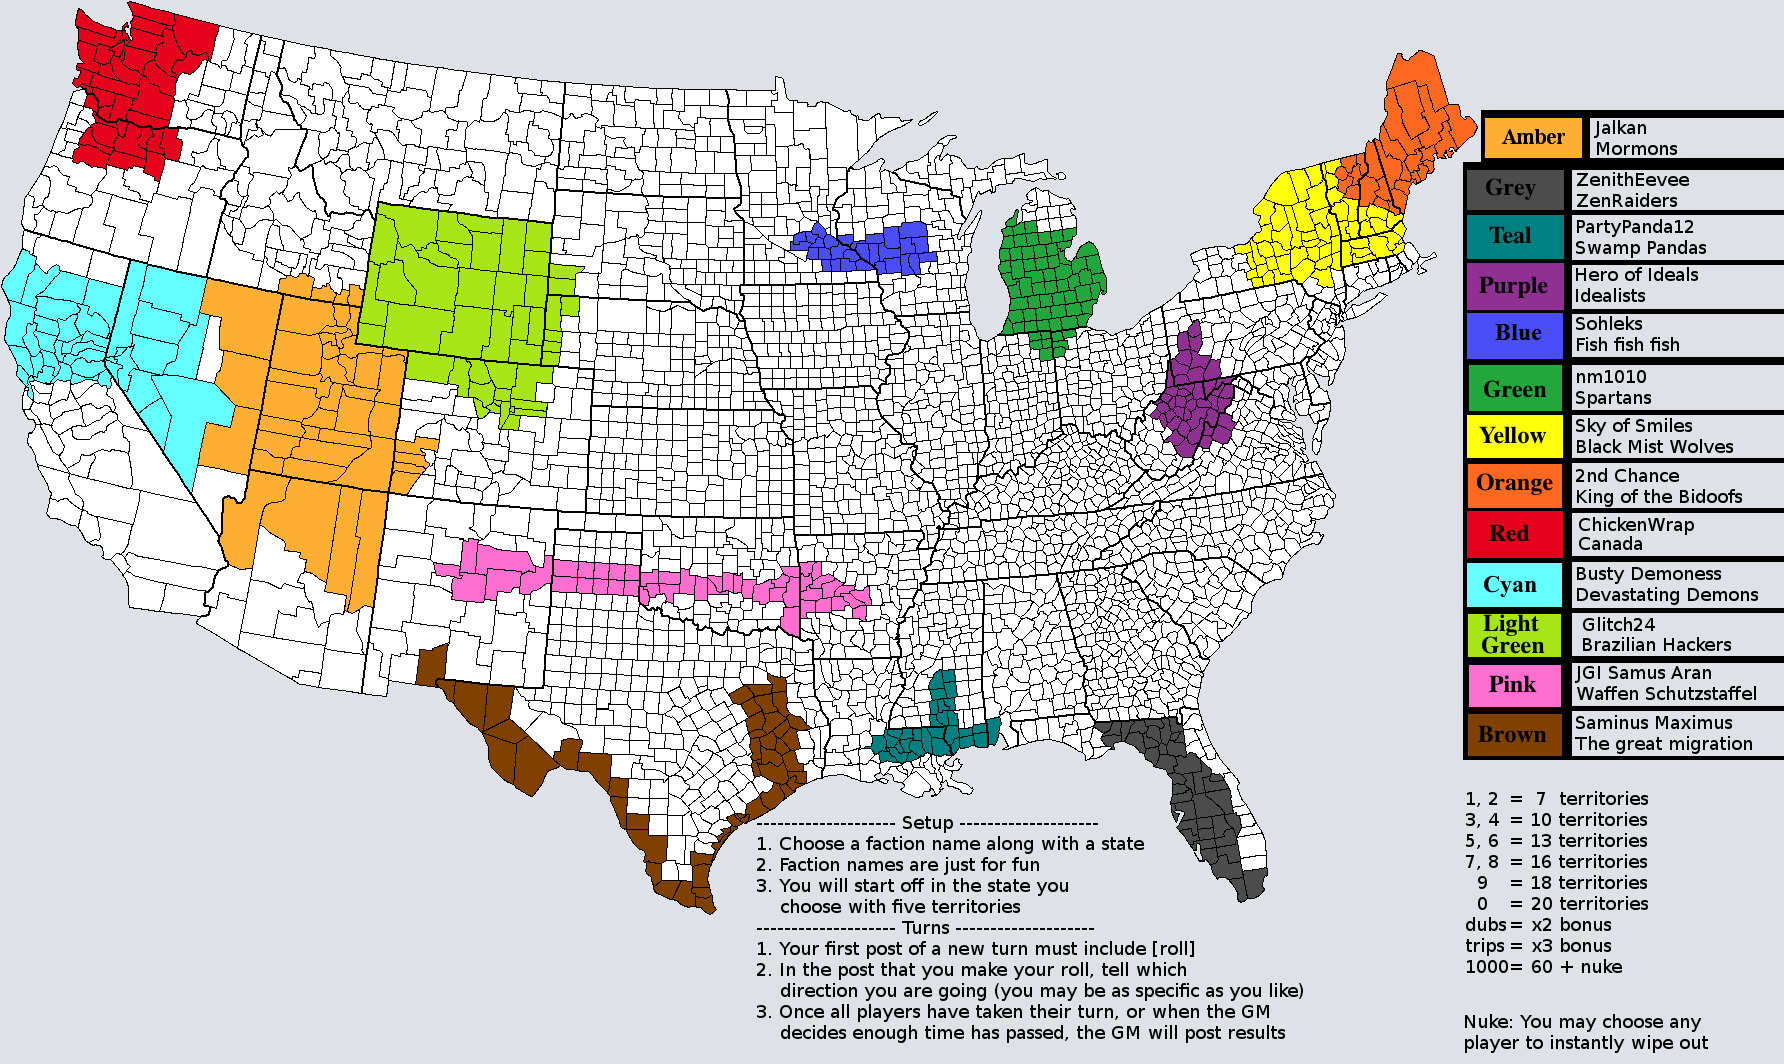 Amber
Jalkan
Mormons
Grey
ZenithEevee
ZenRaiders
Teal
PartyPanda12
Swamp Pandas
Purple
Hero of Ideals
Idealists
Blue
Sohleks
Fish fish fish
Green
nm1010
Spartans
Yellow
Sky of Smiles
Black Mist Wolves
Orange
2nd Chance
King of the Bidoofs
Red
ChickenWrap
Canada
Cyan
Busty Demoness
Devastating Demons
Light
Green
Glitch24
Brazilian Hackers
Pink
JGI Samus Aran
Waffen Schutzstaffel
Brown
Saminus Maximus
The great migration
1, 2 = 7 territories
3, 4 = 10 territories
5, 6 = 13 territories
7, 8 = 16 territories
9 = 18 territories
0 = 20 territories
dubs= x2 bonus
trips = x3 bonus
1000= 60 + nuke
Nuke: You may choose any
player to instantly wipe out
-------------------- Setup --------------------
1. Choose a faction name along with a state
2. Faction names are just for fun
3. You will start off in the state you
choose with five territories
-------------------- Turns --------------------
1. Your first post of a new turn must include [roll]
2. In the post that you make your roll, tell which
direction you are going (you may be as specific as you like)
3. Once all players have taken their turn, or when the GM
decides enough time has passed, the GM will post results